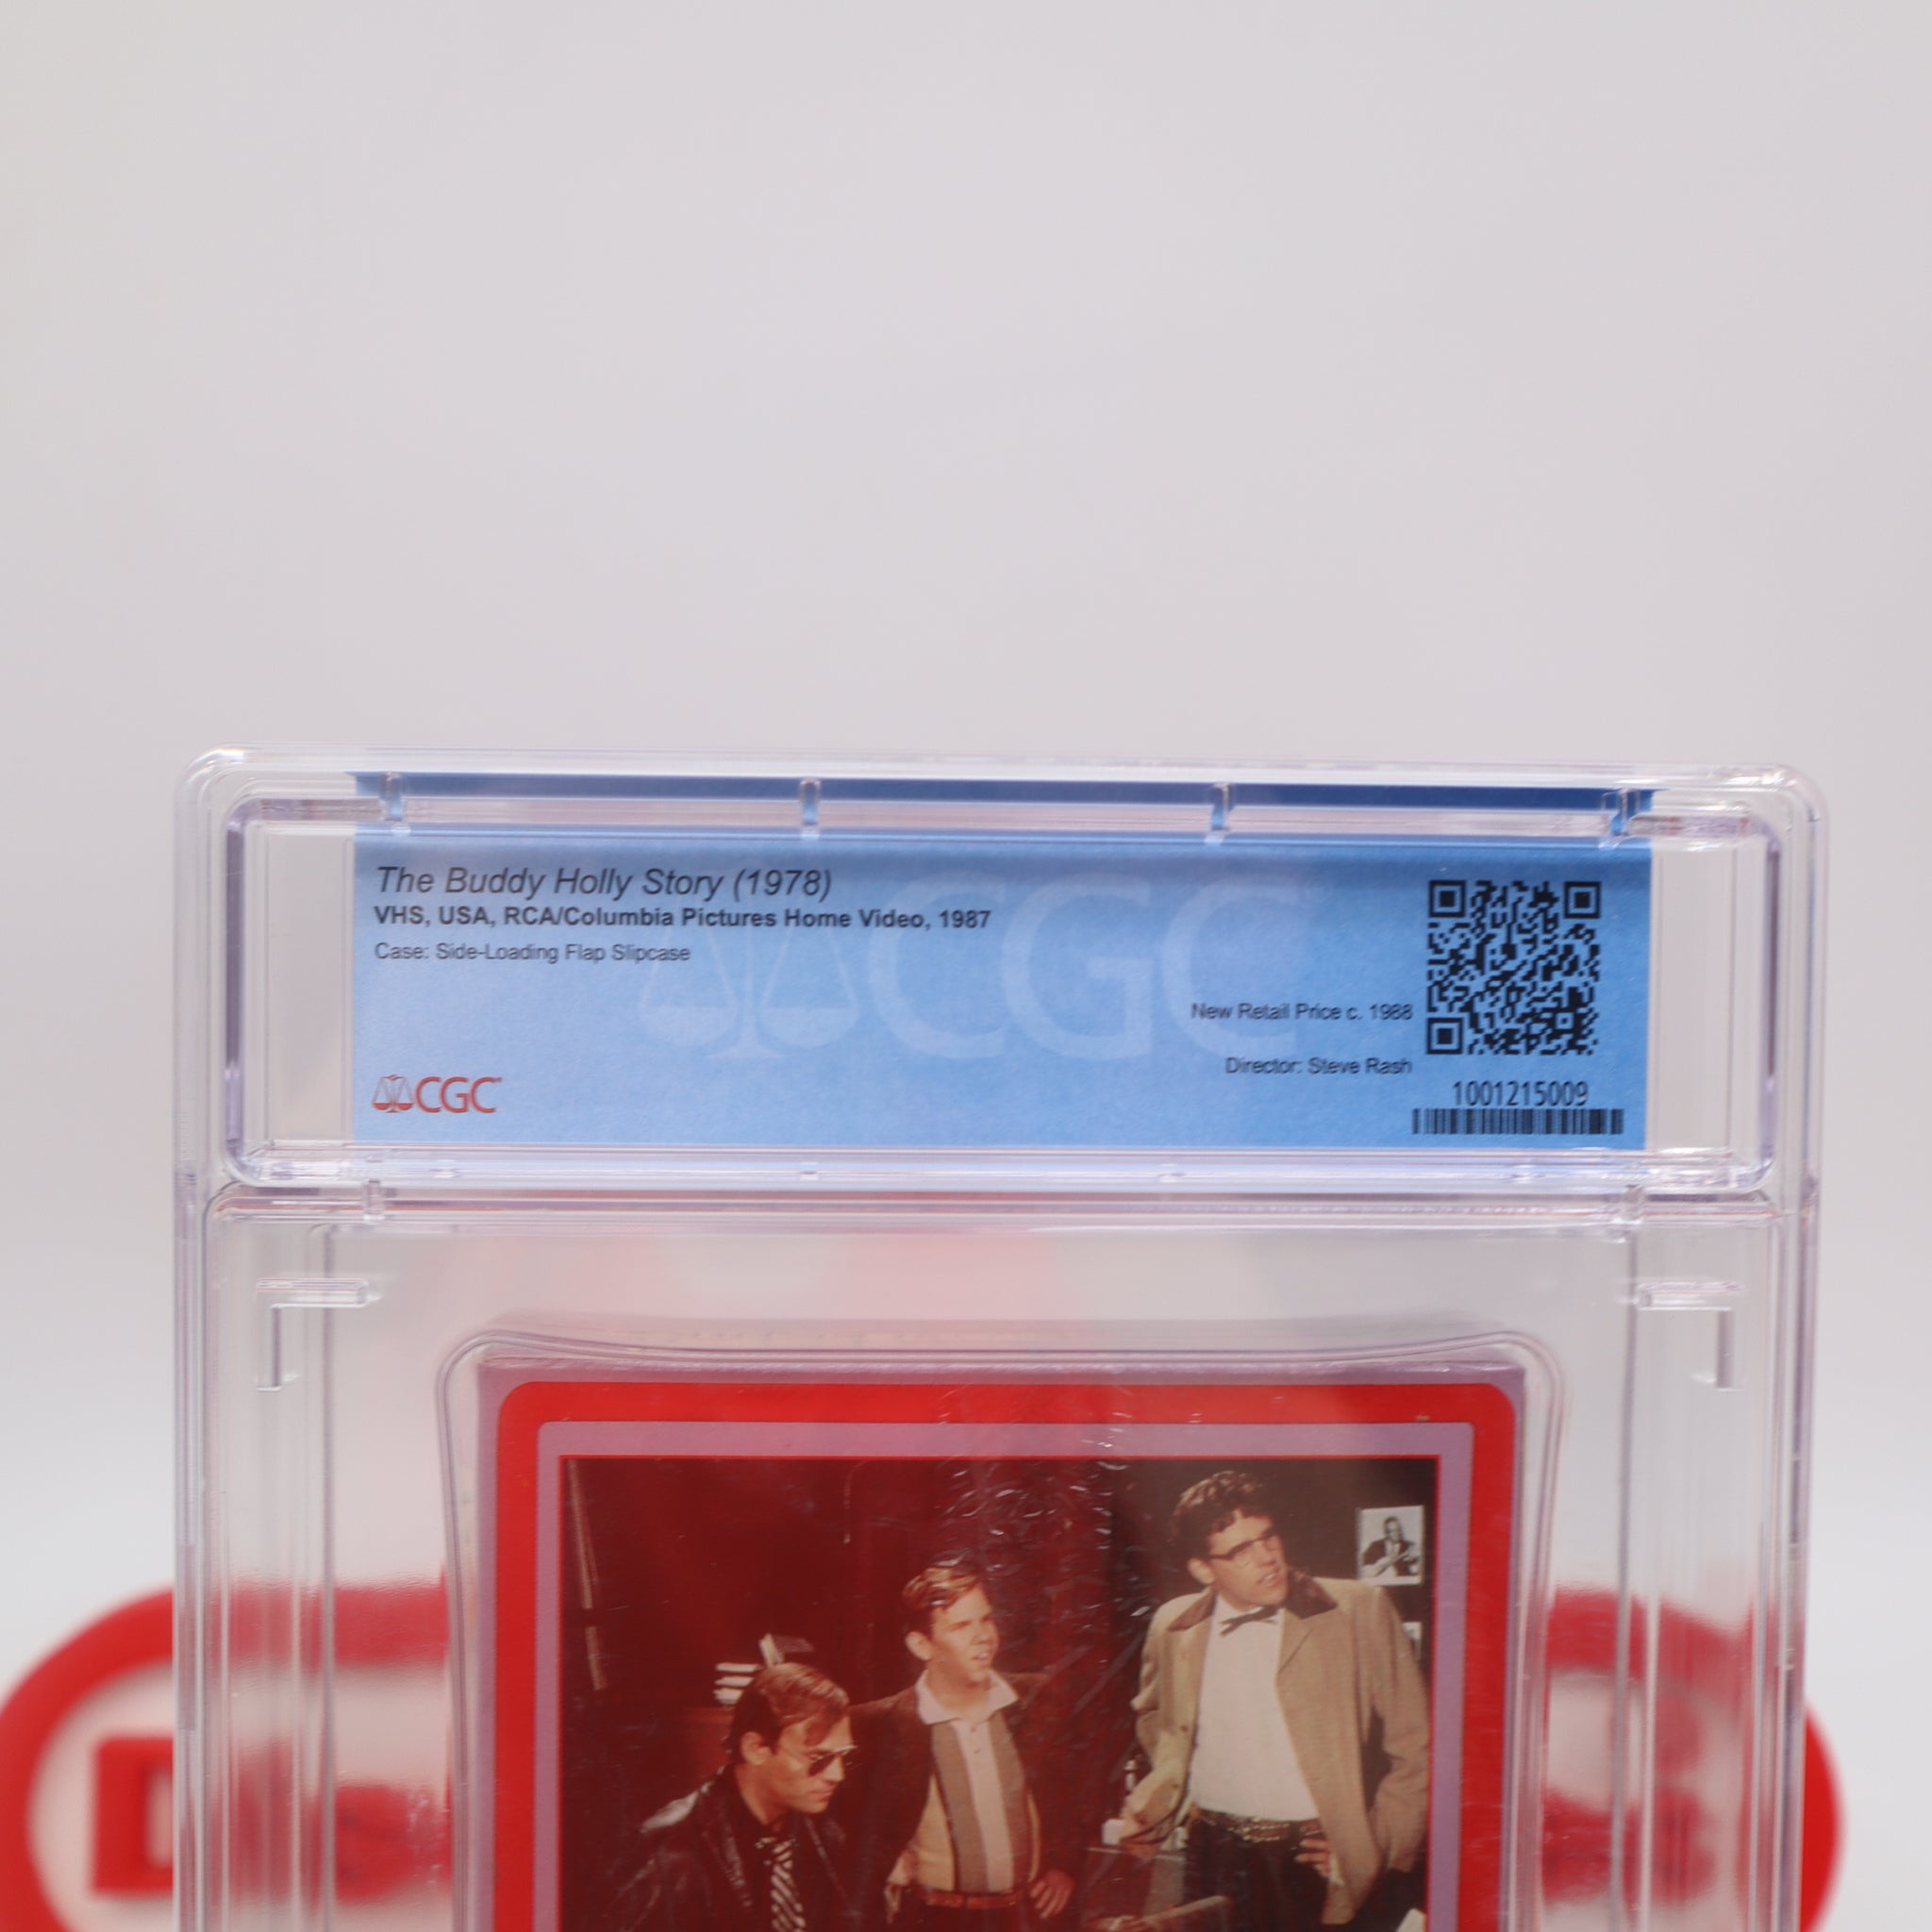 The Buddy Holly Story (1978)
VHS, USA, RCA/Columbia Pictures Home Video, 1987
Case: Side-Loading Flap Slipcase
CGC
New Retail Price c. 1988
Director: Steve Rash
1001215009
CGC